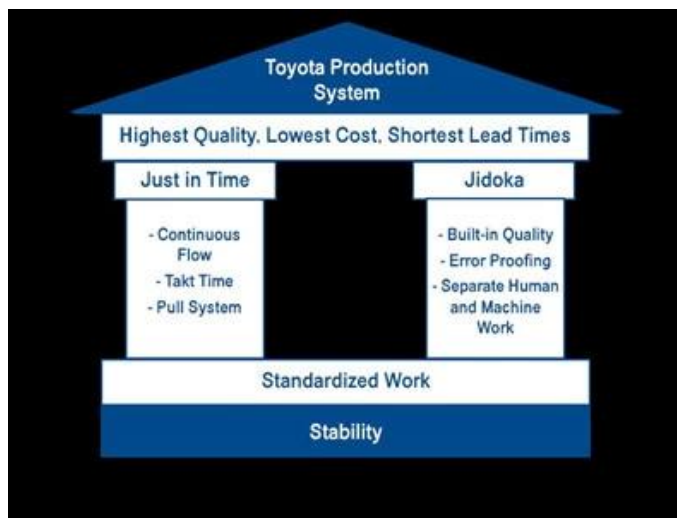 Toyota Production
System
Highest Quality, Lowest Cost, Shortest Lead Times
Just in Time
- Continuous
Flow
- Takt Time
- Pull System
Jidoka
- Built-in Quality
- Error Proofing
- Separate Human
and Machine
Work
Standardized Work
Stability